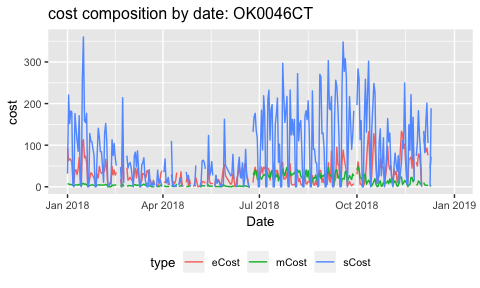 cost composition by date: OK0046CT
cost
300
200
100
0
Jan 2018 Apr 2018 Jul 2018 Oct 2018 Jan 2019
Date
type eCost mCost sCost